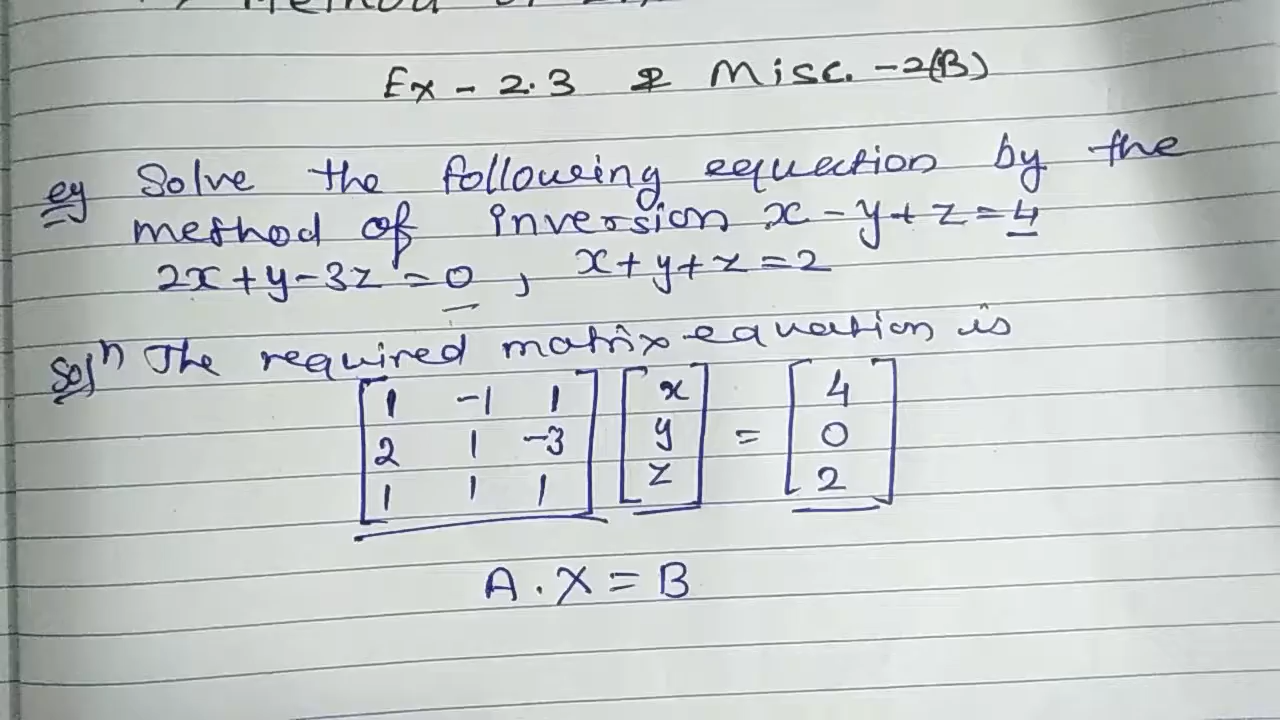 Ex - 2.3 & Misc. - 2(B)
eg Solve the following equection by the
method of inversion x - y + z = 4
2x + y - 3z = 0 , x + y + z = 2
Solⁿ The required matrix equation is
[1 -1 1] [x] = [4]
[2 1 -3] [y] = [0]
[1 1 1] [z] = [2]
A . X = B